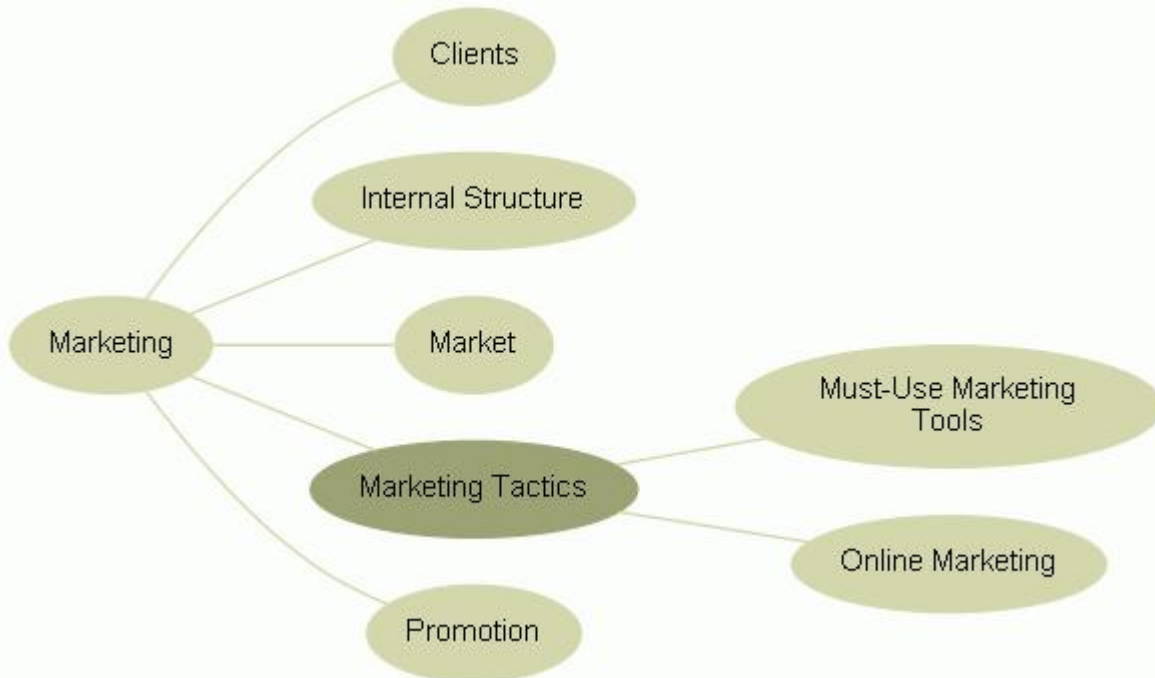 Clients
Internal Structure
Marketing
Market
Must-Use Marketing
Tools
Marketing Tactics
Online Marketing
Promotion